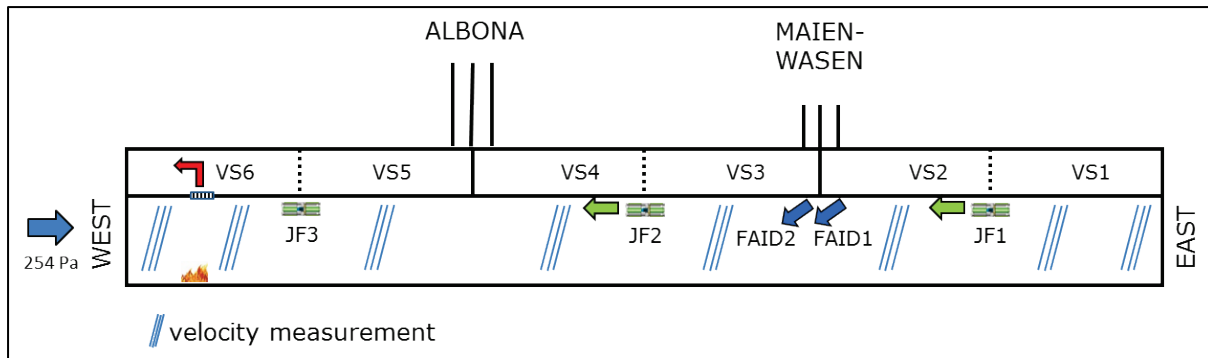 ALBONA
MAIEN-
WASEN
VS6
VS5
VS4
VS3
VS2
VS1
WEST
254 Pa
JF3
JF2
FAID2
FAID1
JF1
EAST
velocity measurement